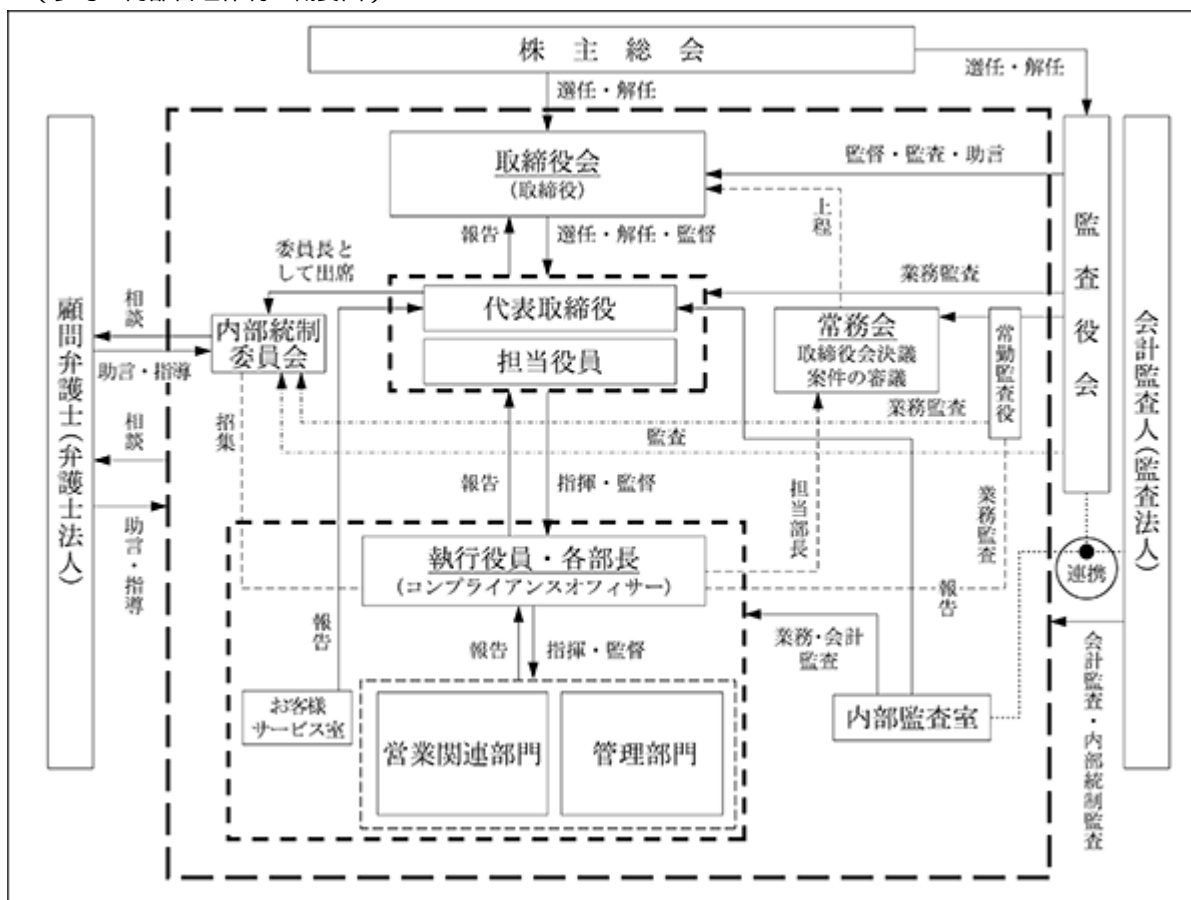 株主総会
選任・解任
選任・解任
取締役会
(取締役)
監督・監査・助言
上程
報告
選任・解任・監督
委員長と
して出席
代表取締役
担当役員
業務監査
常務会
取締役会決議
案件の審議
常勤監査役
監査役会
会計監査人(監査法人)
顧問弁護士(弁護士法人)
相談
助言・指導
内部統制
委員会
招集
業務監査
監査
相談
助言・指導
報告
指揮・監督
担当部長
業務監査
執行役員・各部長
(コンプライアンスオフィサー)
連携
報告
報告
報告
指揮・監督
業務・会計
監査
会計監査・内部統制監査
お客様
サービス室
営業関連部門
管理部門
内部監査室